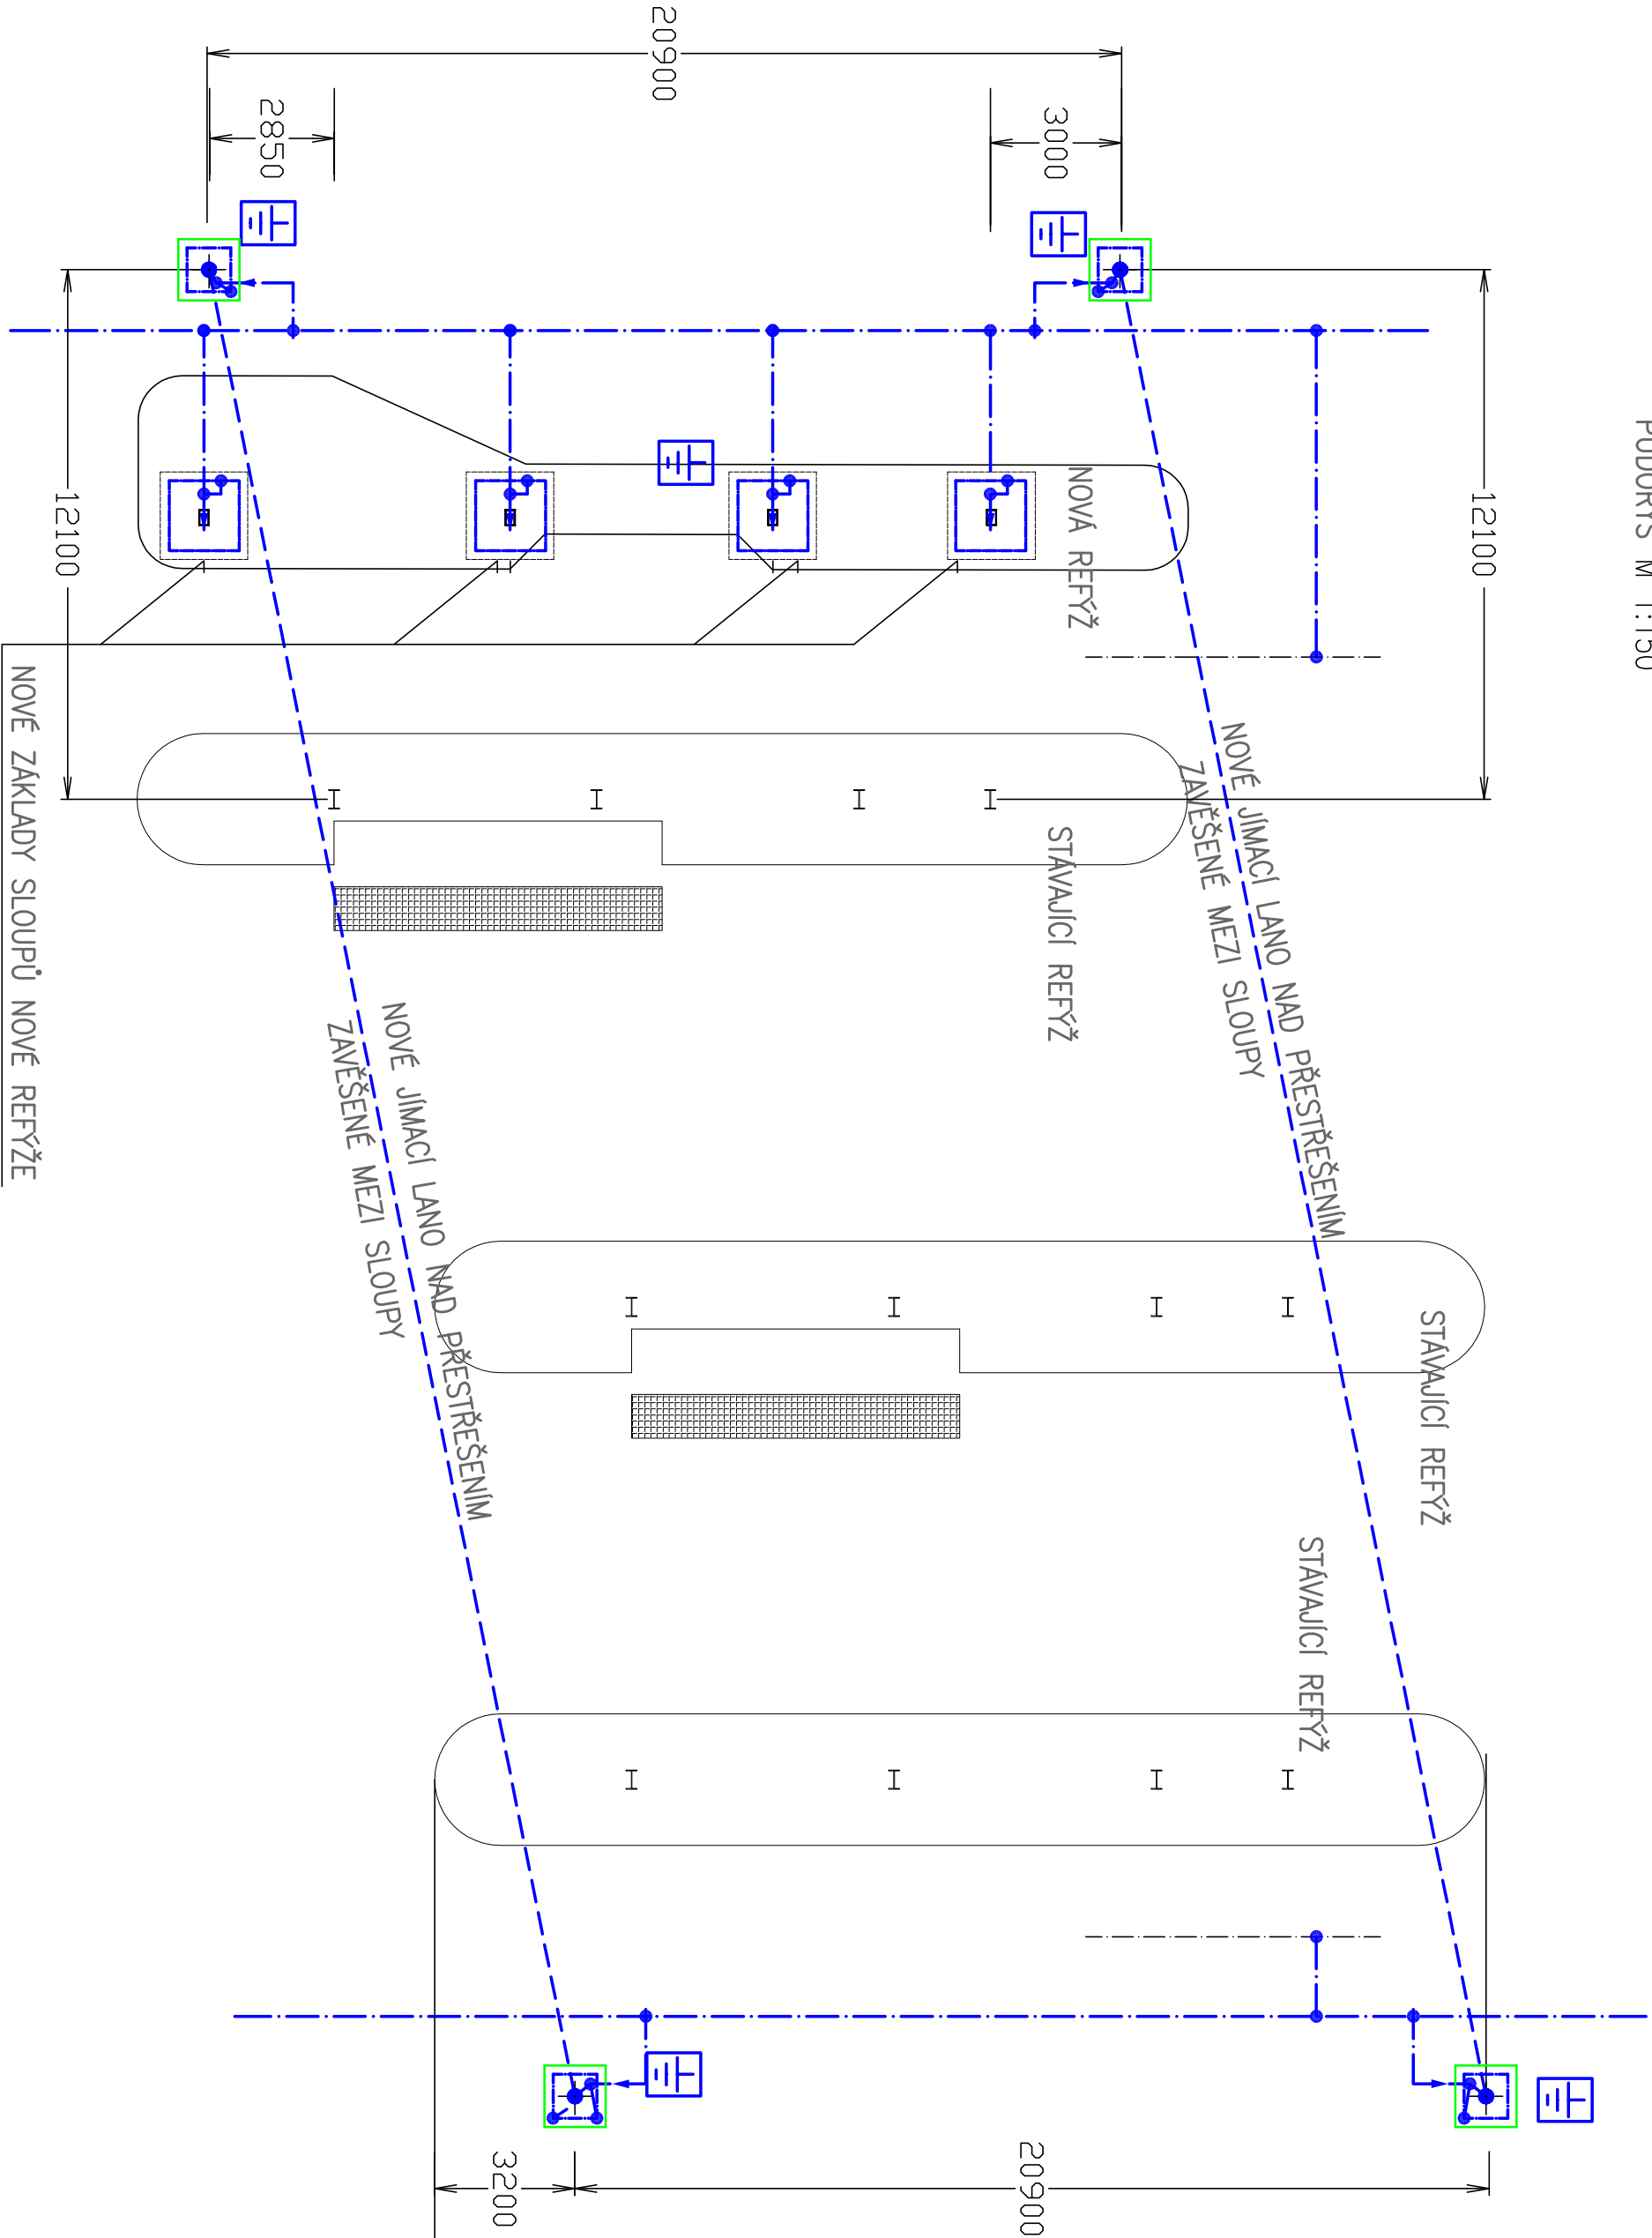 PŮDORYS M 1:150
12100
NOVÉ JÍMACÍ LANO NAD PŘESTŘEŠENÍM
ZAVĚŠENÉ MEZI SLOUPY
STÁVAJÍCÍ REFÝŽ
STÁVAJÍCÍ REFÝŽ
NOVÁ REFÝŽ
STÁVAJÍCÍ REFÝŽ
3000
20900
20900
NOVÉ JÍMACÍ LANO NAD PŘESTŘEŠENÍM
ZAVĚŠENÉ MEZI SLOUPY
3200
2850
12100
NOVÉ ZÁKLADY SLOUPŮ NOVÉ REFÝŽE